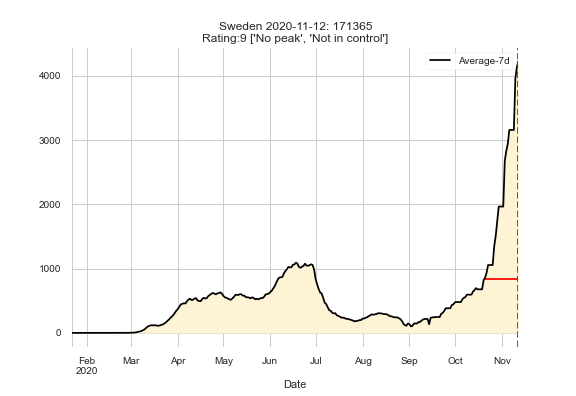 Sweden 2020-11-12: 171365
Rating:9 ['No peak', 'Not in control']
Average-7d
4000
3000
2000
1000
0
Feb Mar Apr May Jun Jul Aug Sep Oct Nov
2020
Date